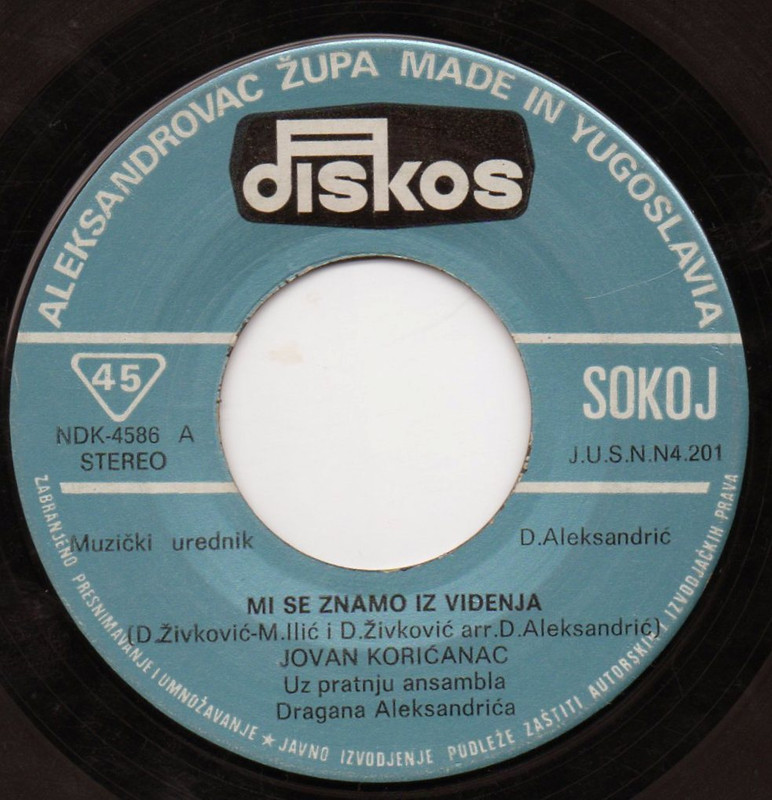 ALEKSANDROVAC ŽUPA MADE IN YUGOSLAVIA
diskos
45
SOKOJ
NDK-4586 A
STEREO
J.U.S.N.N4.201
Muzički urednik
D.Aleksandrić
MI SE ZNAMO IZ VIĐENJA
(D.Živković-M.Ilić i D.Živković arr.D.Aleksandrić)
JOVAN KORIĆANAC
Uz pratnju ansambla
Dragana Aleksandrića
ZABRANJENO PRESNIMAVANJE I UMNOŽAVANJE ★ JAVNO IZVODJENJE PODLEŽE ZAŠTITI AUTORSKIH IZVODJAČKIH PRAVA